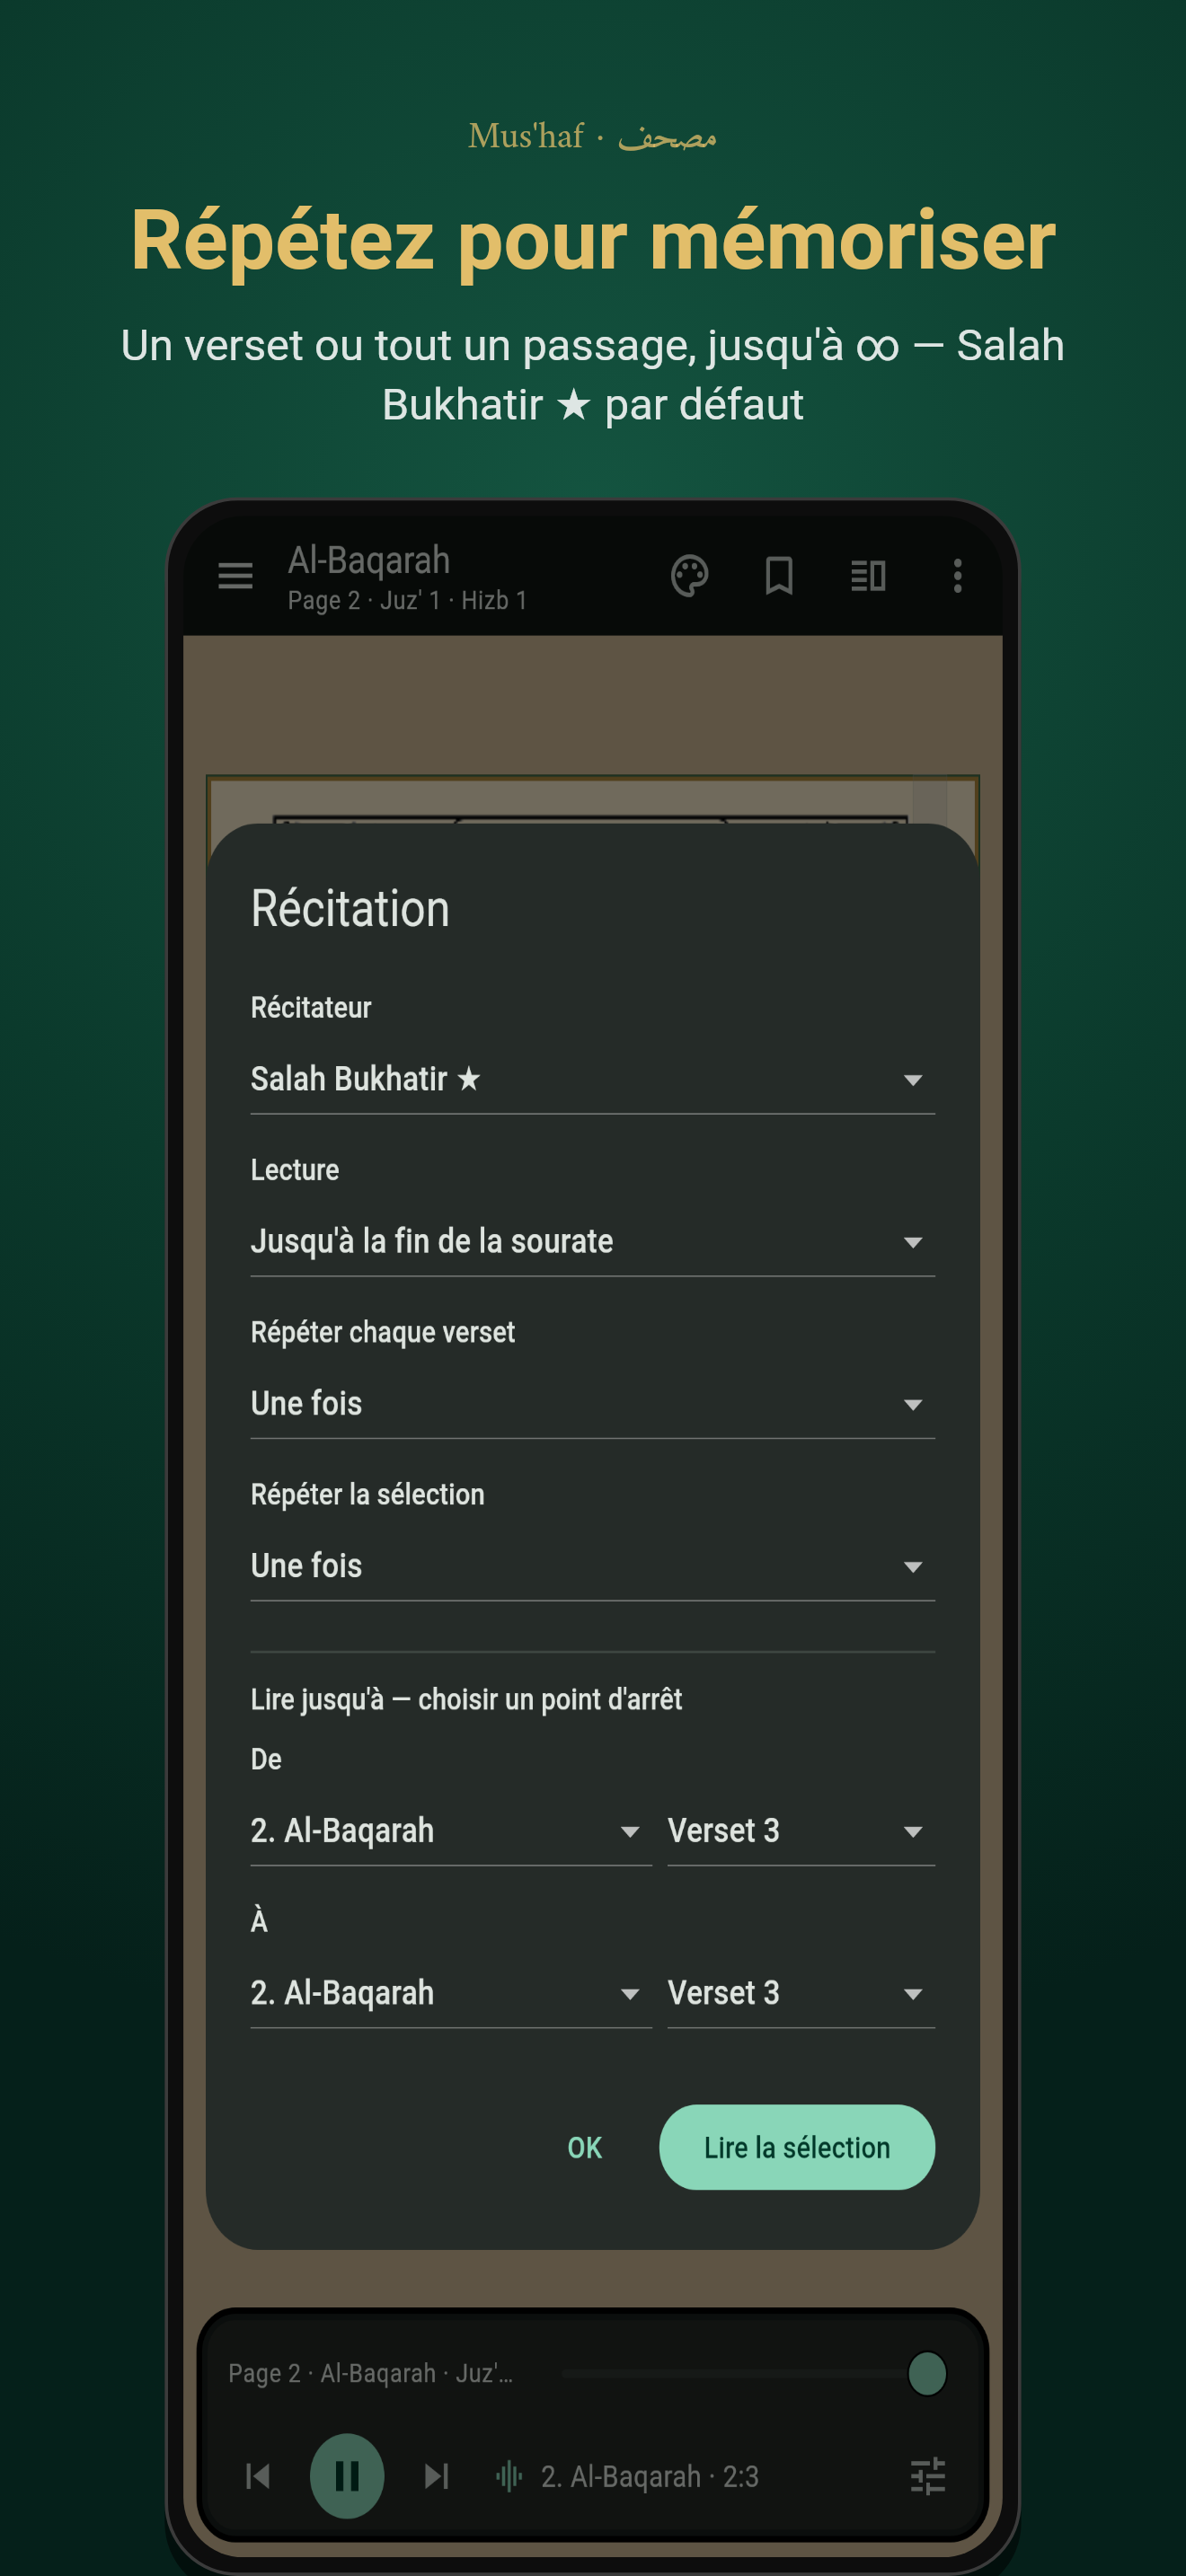 Mus'haf · مصحف
Répétez pour mémoriser
Un verset ou tout un passage, jusqu'à ∞ — Salah
Bukhatir ★ par défaut
Al-Baqarah
Page 2 · Juz' 1 · Hizb 1
Récitation
Récitateur
Salah Bukhatir ★
Lecture
Jusqu'à la fin de la sourate
Répéter chaque verset
Une fois
Répéter la sélection
Une fois
Lire jusqu'à — choisir un point d'arrêt
De
2. Al-Baqarah Verset 3
À
2. Al-Baqarah Verset 3
OK Lire la sélection
Page 2 · Al-Baqarah · Juz'...
2. Al-Baqarah · 2:3